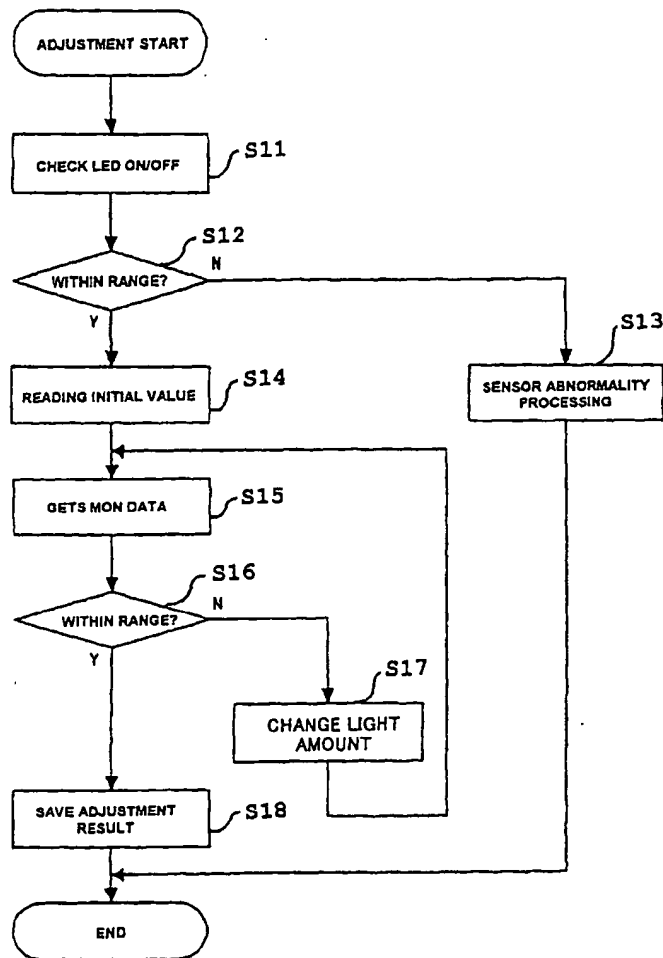 ADJUSTMENT START
CHECK LED ON/OFF
S11
WITHIN RANGE?
S12
N
Y
READING INITIAL VALUE
S14
SENSOR ABNORMALITY
PROCESSING
S13
GETS MON DATA
S15
WITHIN RANGE?
S16
N
Y
CHANGE LIGHT
AMOUNT
S17
SAVE ADJUSTMENT
RESULT
S18
END